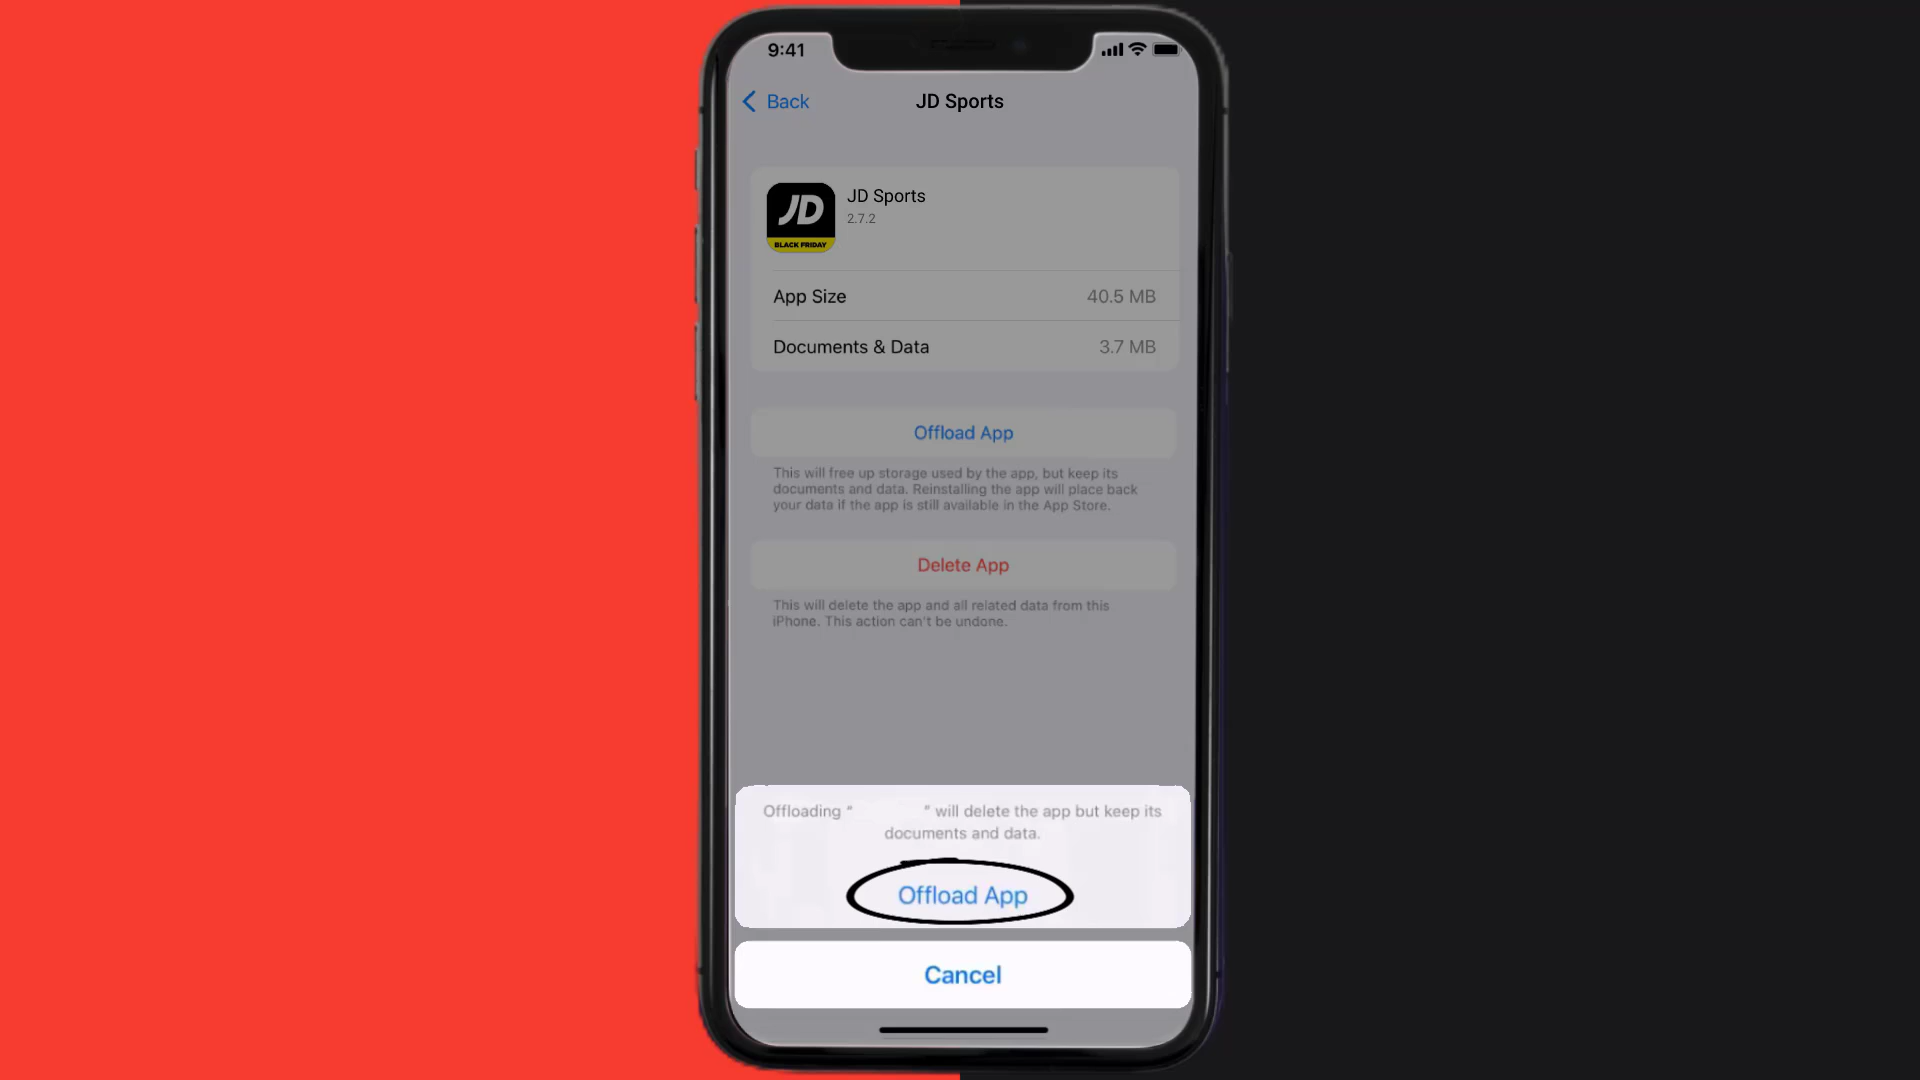 9:41
Back
JD Sports
JD
BLACK FRIDAY
JD Sports
2.7.2
App Size 40.5 MB
Documents & Data 3.7 MB
Offload App
This will free up storage used by the app, but keep its
documents and data. Reinstalling the app will place back
your data if the app is still available in the App Store.
Delete App
This will delete the app and all related data from this
iPhone. This action can't be undone.
Offloading “ ” will delete the app but keep its
documents and data.
Offload App
Cancel